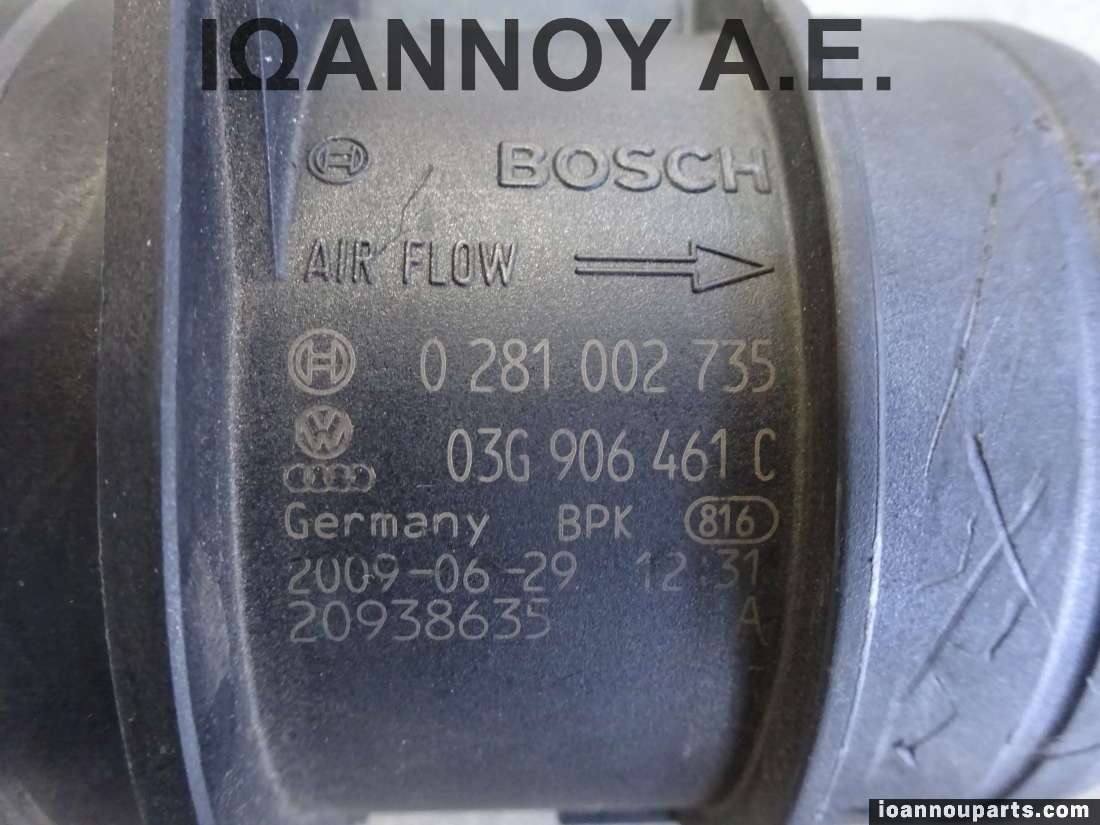 ΙΩΑΝΝΟΥ Α.Ε.
BOSCH
AIR FLOW
0 281 002 735
03G 906 461 C
Germany BPK 816
2009-06-29 12:31
20938635 A
ioannouparts.com